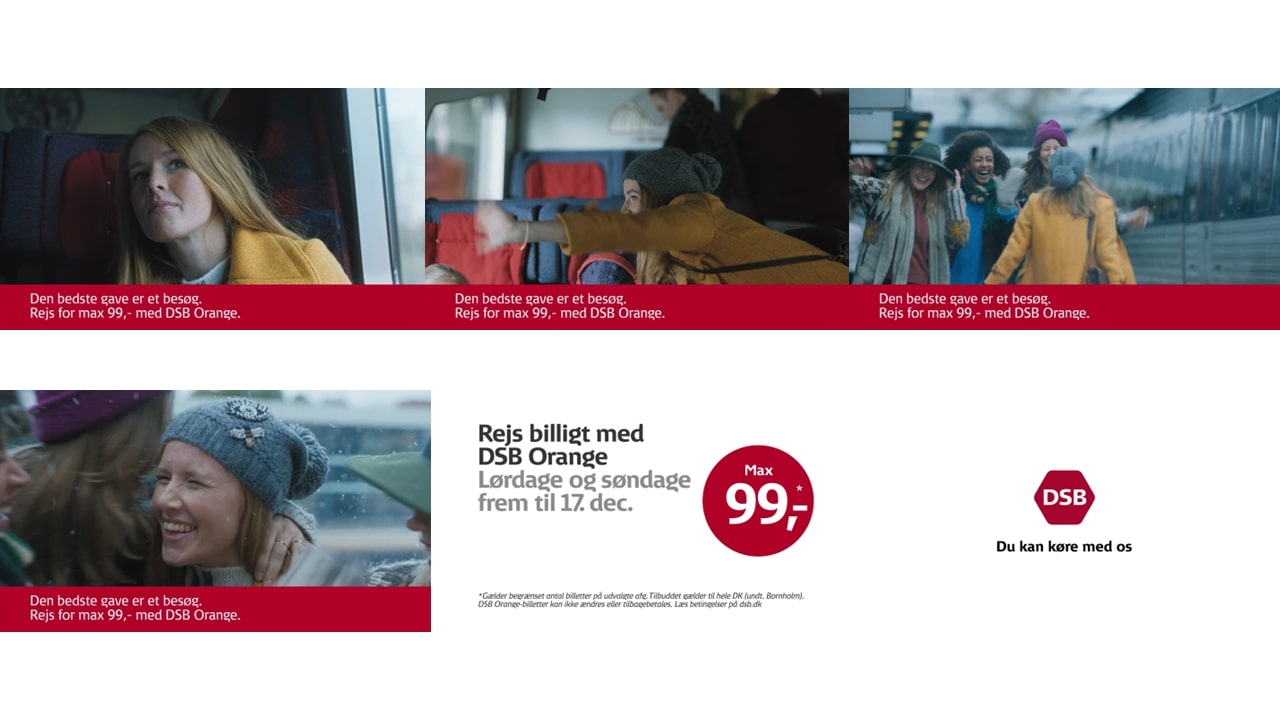 Den bedste gave er et besøg.
Rejs for max 99,- med DSB Orange.
Den bedste gave er et besøg.
Rejs for max 99,- med DSB Orange.
Den bedste gave er et besøg.
Rejs for max 99,- med DSB Orange.
Den bedste gave er et besøg.
Rejs for max 99,- med DSB Orange.
Rejs billigt med
DSB Orange
Lørdage og søndage
frem til 17. dec.
Max
99,-*
*Gælder begrænset antal billetter på udvalgte afg. Tilbuddet gælder til hele DK (undt. Bornholm).
DSB Orange-billetter kan ikke ændres eller tilbagebetales. Læs betingelser på dsb.dk
DSB
Du kan køre med os